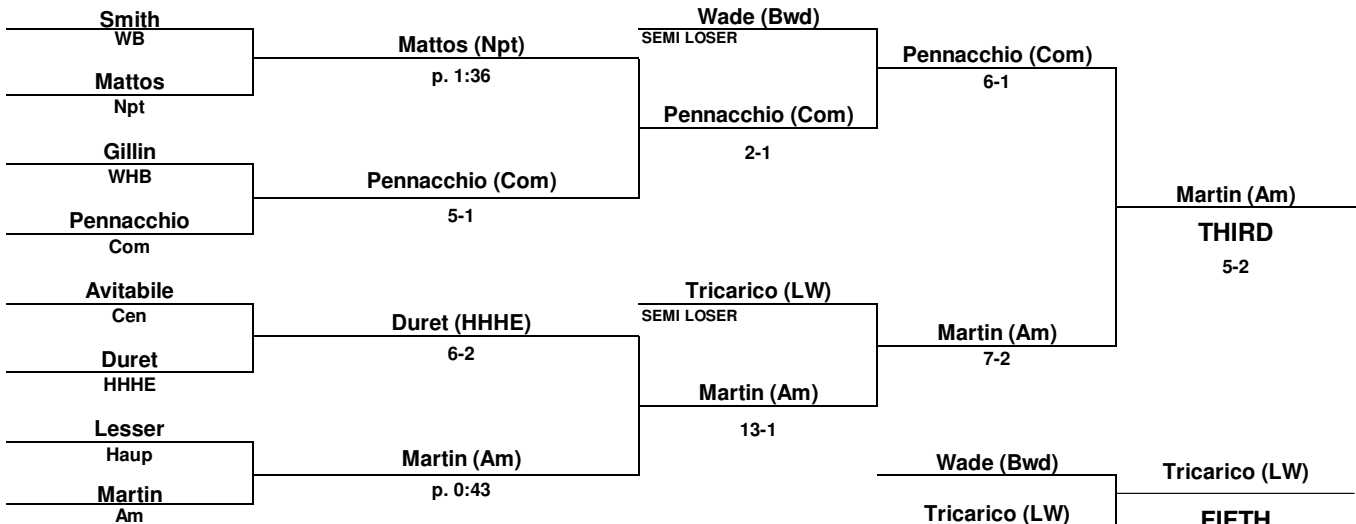 Smith
WB
Mattos
Npt
Gillin
WHB
Pennacchio
Com
Avitabile
Cen
Duret
HHHE
Lesser
Haup
Martin
Am
Mattos (Npt)
p. 1:36
Pennacchio (Com)
5-1
Duret (HHHE)
6-2
Martin (Am)
p. 0:43
Wade (Bwd)
SEMI LOSER
Pennacchio (Com)
2-1
Tricarico (LW)
SEMI LOSER
Martin (Am)
13-1
Pennacchio (Com)
6-1
Martin (Am)
7-2
Wade (Bwd)
Tricarico (LW)
Martin (Am)
THIRD
5-2
Tricarico (LW)
FIFTH